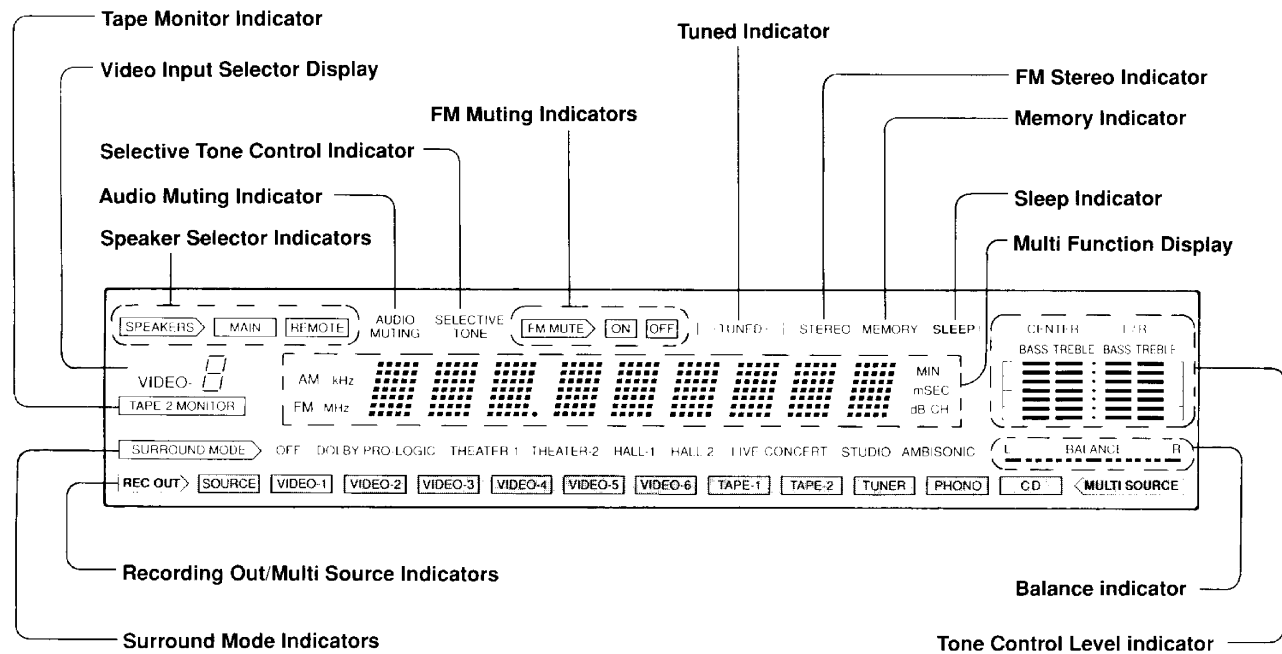 Tape Monitor Indicator
Tuned Indicator
Video Input Selector Display
FM Stereo Indicator
FM Muting Indicators
Memory Indicator
Selective Tone Control Indicator
Audio Muting Indicator
Sleep Indicator
Speaker Selector Indicators
Multi Function Display
SPEAKERS MAIN REMOTE AUDIO MUTING SELECTIVE TONE FM MUTE ON OFF TUNED STEREO MEMORY SLEEP CENTER L/R
BASS TREBLE BASS TREBLE
VIDEO- AM kHz MIN
mSEC
TAPE 2 MONITOR FM MHz dB CH
SURROUND MODE OFF DOLBY PRO-LOGIC THEATER 1 THEATER-2 HALL-1 HALL 2 LIVE CONCERT STUDIO AMBISONIC L BALANCE R
REC OUT SOURCE VIDEO-1 VIDEO-2 VIDEO-3 VIDEO-4 VIDEO-5 VIDEO-6 TAPE-1 TAPE-2 TUNER PHONO CD MULTI SOURCE
Recording Out/Multi Source Indicators
Balance indicator
Surround Mode Indicators
Tone Control Level indicator